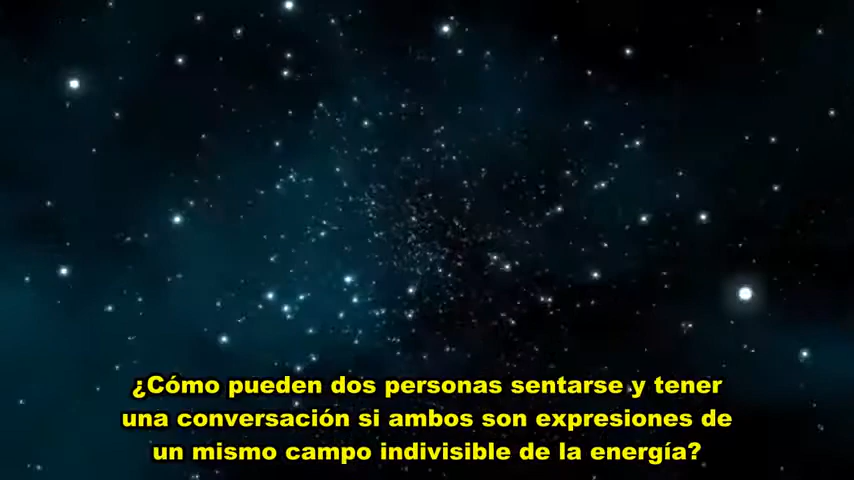 ¿Cómo pueden dos personas sentarse y tener
una conversación si ambos son expresiones de
un mismo campo indivisible de la energía?